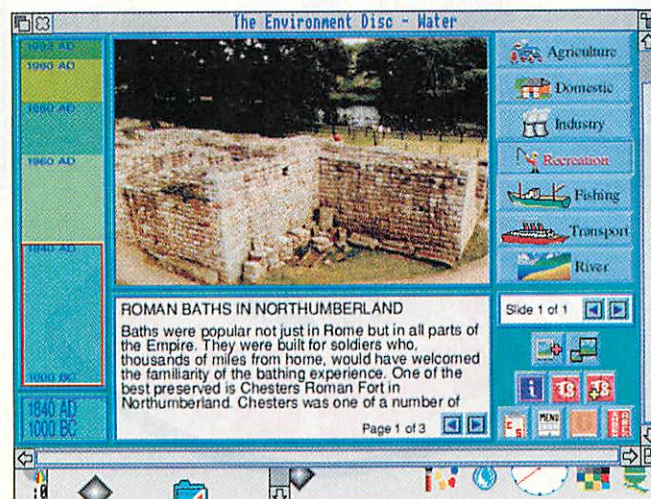 The Environment Disc - Water
1993 AD
1980 AD
1960 AD
1840 AD
1000 BC
1840 AD
1000 BC
Agriculture
Domestic
Industry
Recreation
Fishing
Transport
River
ROMAN BATHS IN NORTHUMBERLAND
Baths were popular not just in Rome but in all parts of
the Empire. They were built for soldiers who,
thousands of miles from home, would have welcomed
the familiarity of the bathing experience. One of the
best preserved is Chesters Roman Fort in
Northumberland. Chesters was one of a number of
Page 1 of 3
Slide 1 of 1
MENU